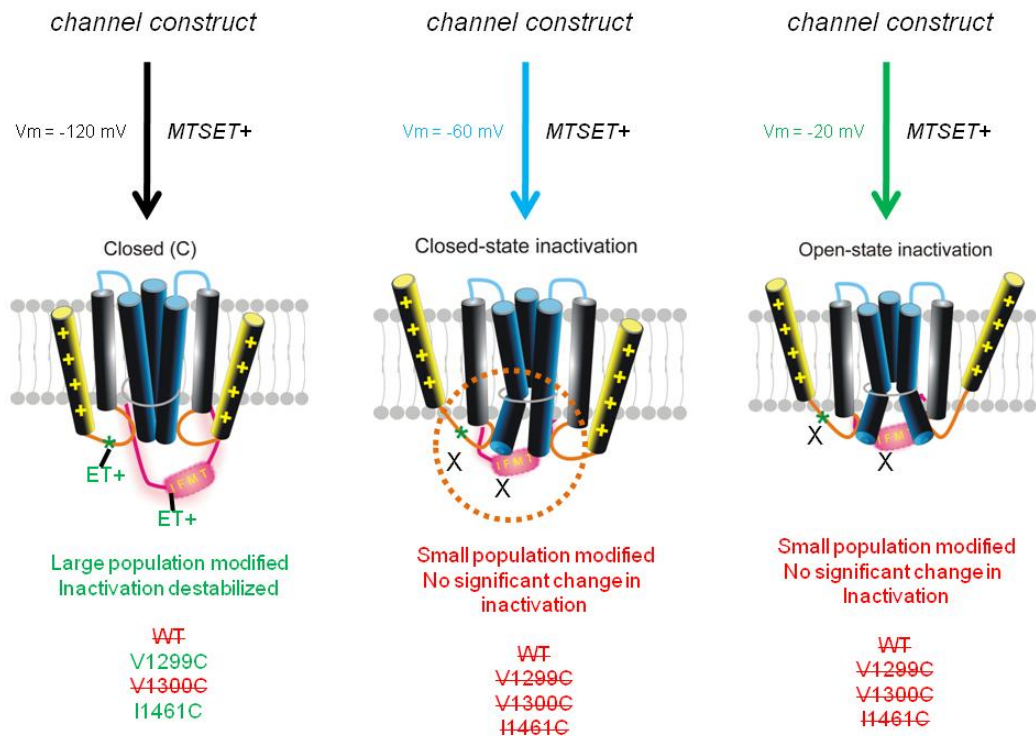 channel construct
Vm = -120 mV
MTSET+
Closed (C)
+
+
+
+
+
+
+
+
*
ET+
I F M T
ET+
Large population modified
Inactivation destabilized
WT
V1299C
V1300C
I1461C
channel construct
Vm = -60 mV
MTSET+
Closed-state inactivation
+
+
+
+
+
+
+
+
*
X
I F M T
X
Small population modified
No significant change in
inactivation
WT
V1299C
V1300C
I1461C
channel construct
Vm = -20 mV
MTSET+
Open-state inactivation
+
+
+
+
+
+
+
+
*
X
I F M
X
Small population modified
No significant change in
Inactivation
WT
V1299C
V1300C
I1461C